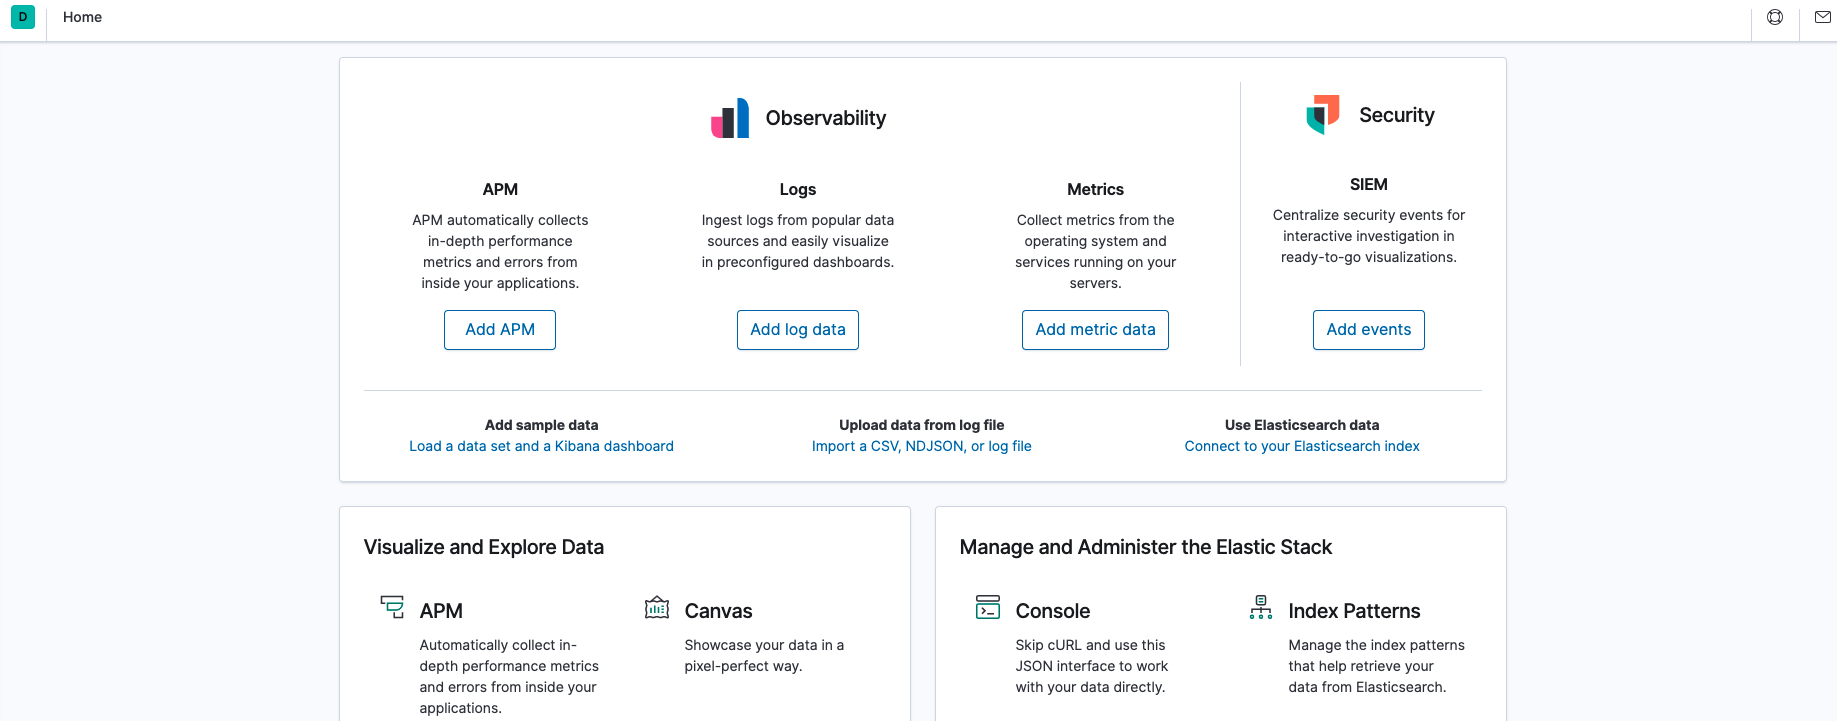 D Home
Observability
Security
APM
APM automatically collects
in-depth performance
metrics and errors from
inside your applications.
Add APM
Logs
Ingest logs from popular data
sources and easily visualize
in preconfigured dashboards.
Add log data
Metrics
Collect metrics from the
operating system and
services running on your
servers.
Add metric data
SIEM
Centralize security events for
interactive investigation in
ready-to-go visualizations.
Add events
Add sample data
Load a data set and a Kibana dashboard
Upload data from log file
Import a CSV, NDJSON, or log file
Use Elasticsearch data
Connect to your Elasticsearch index
Visualize and Explore Data
APM
Automatically collect in-
depth performance metrics
and errors from inside your
applications.
Canvas
Showcase your data in a
pixel-perfect way.
Manage and Administer the Elastic Stack
Console
Skip cURL and use this
JSON interface to work
with your data directly.
Index Patterns
Manage the index patterns
that help retrieve your
data from Elasticsearch.